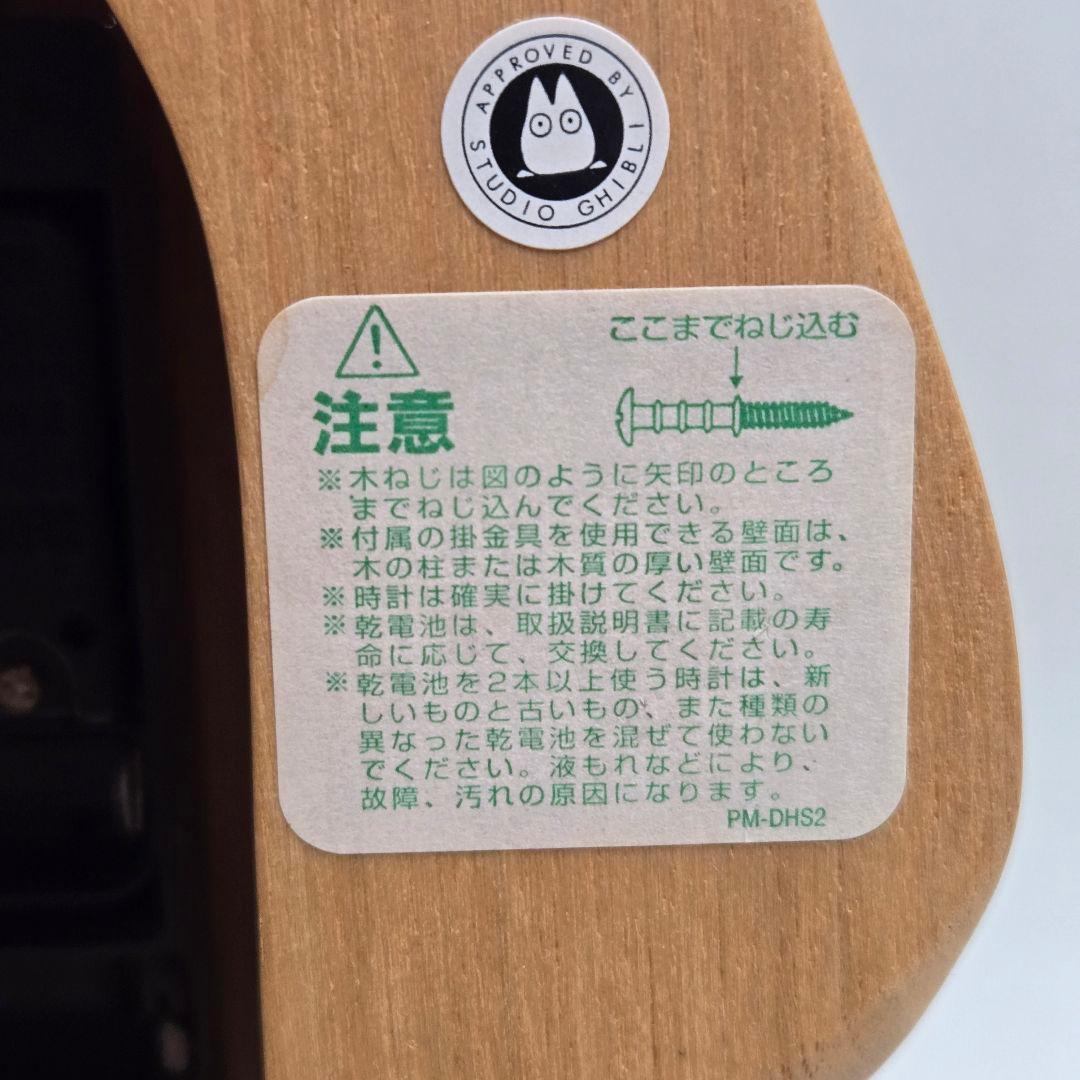 APPROVED BY
STUDIO GHIBLI
ここまでねじ込む
注意
※木ねじは図のように矢印のところ
までねじ込んでください。
※付属の掛金具を使用できる壁面は、
木の柱または木質の厚い壁面です。
※時計は確実に掛けてください。
※乾電池は、取扱説明書に記載の寿
命に応じて、交換してください。
※乾電池を2本以上使う時計は、新
しいものと古いもの、また種類の
異なった乾電池を混ぜて使わない
でください。液もれなどにより、
故障、汚れの原因になります。
PM-DHS2